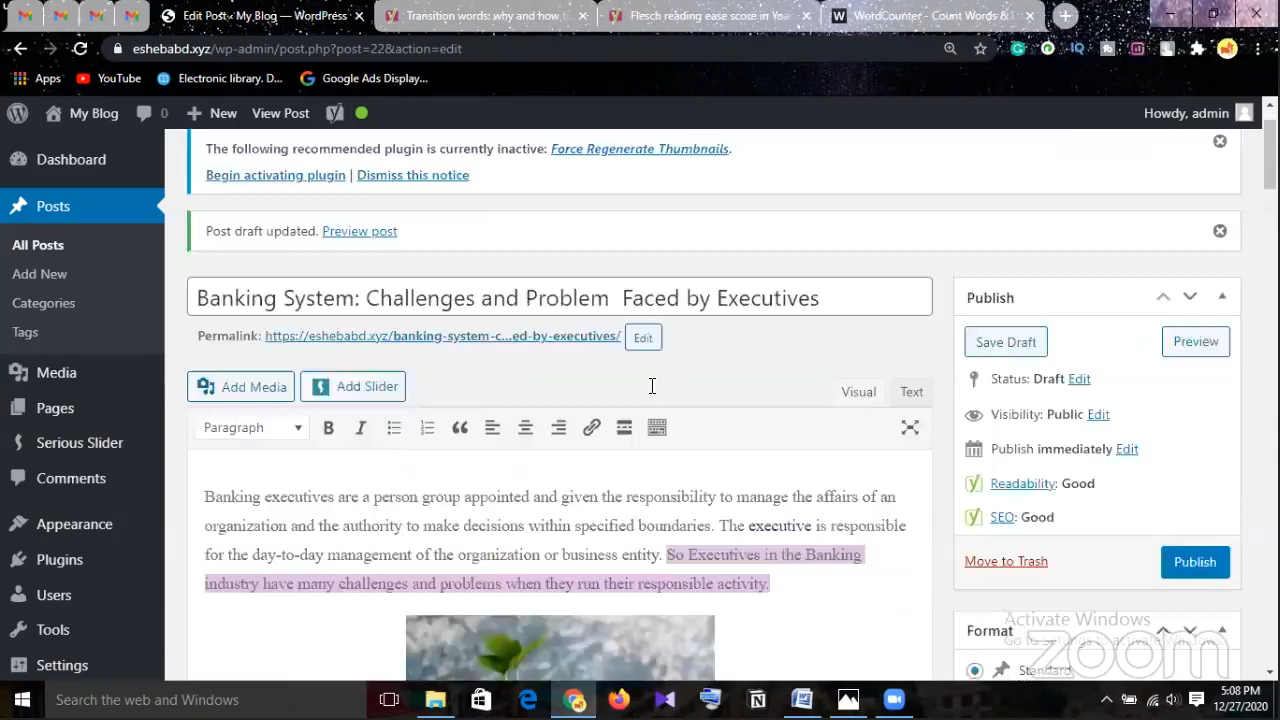 Edit Post ‹ My Blog — WordPress
Transition words: why and how t
Flesch reading ease score in Yoa
WordCounter - Count Words &
eshebabd.xyz/wp-admin/post.php?post=22&action=edit
Apps
YouTube
Electronic library. D...
Google Ads Display...
My Blog
0
New
View Post
Howdy, admin
Dashboard
Posts
All Posts
Add New
Categories
Tags
Media
Pages
Serious Slider
Comments
Appearance
Plugins
Users
Tools
Settings
The following recommended plugin is currently inactive: Force Regenerate Thumbnails.
Begin activating plugin | Dismiss this notice
Post draft updated. Preview post
Banking System: Challenges and Problem  Faced by Executives
Permalink: https://eshebabd.xyz/banking-system-c...ed-by-executives/ Edit
Add Media
Add Slider
Visual
Text
Paragraph
Banking executives are a person group appointed and given the responsibility to manage the affairs of an
organization and the authority to make decisions within specified boundaries. The executive is responsible
for the day-to-day management of the organization or business entity. So Executives in the Banking
industry have many challenges and problems when they run their responsible activity.
Publish
Save Draft
Preview
Status: Draft Edit
Visibility: Public Edit
Publish immediately Edit
Readability: Good
SEO: Good
Move to Trash
Publish
Format
Standard
Activate Windows
Go to Settings to activate Windows.
zoom
Search the web and Windows
5:08 PM
12/27/2020